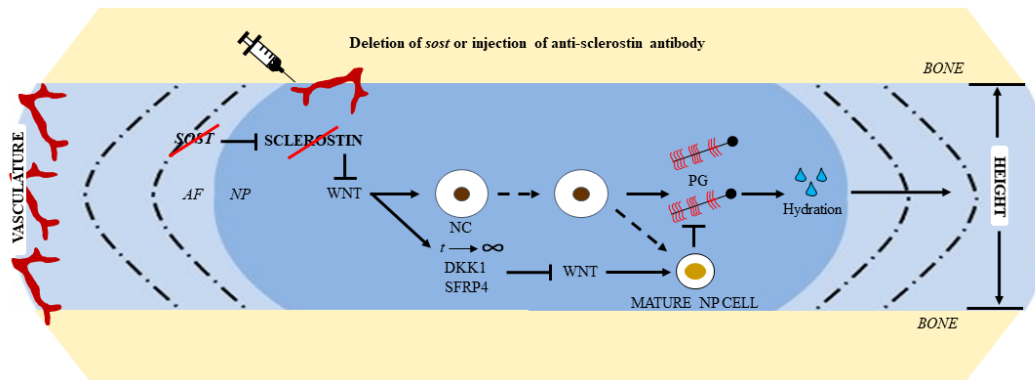 Deletion of sost or injection of anti-sclerostin antibody
BONE
VASCULATURE
SOST
SCLEROSTIN
AF
NP
WNT
NC
PG
Hydration
HEIGHT
t → ∞
DKK1
SFRP4
WNT
MATURE NP CELL
BONE